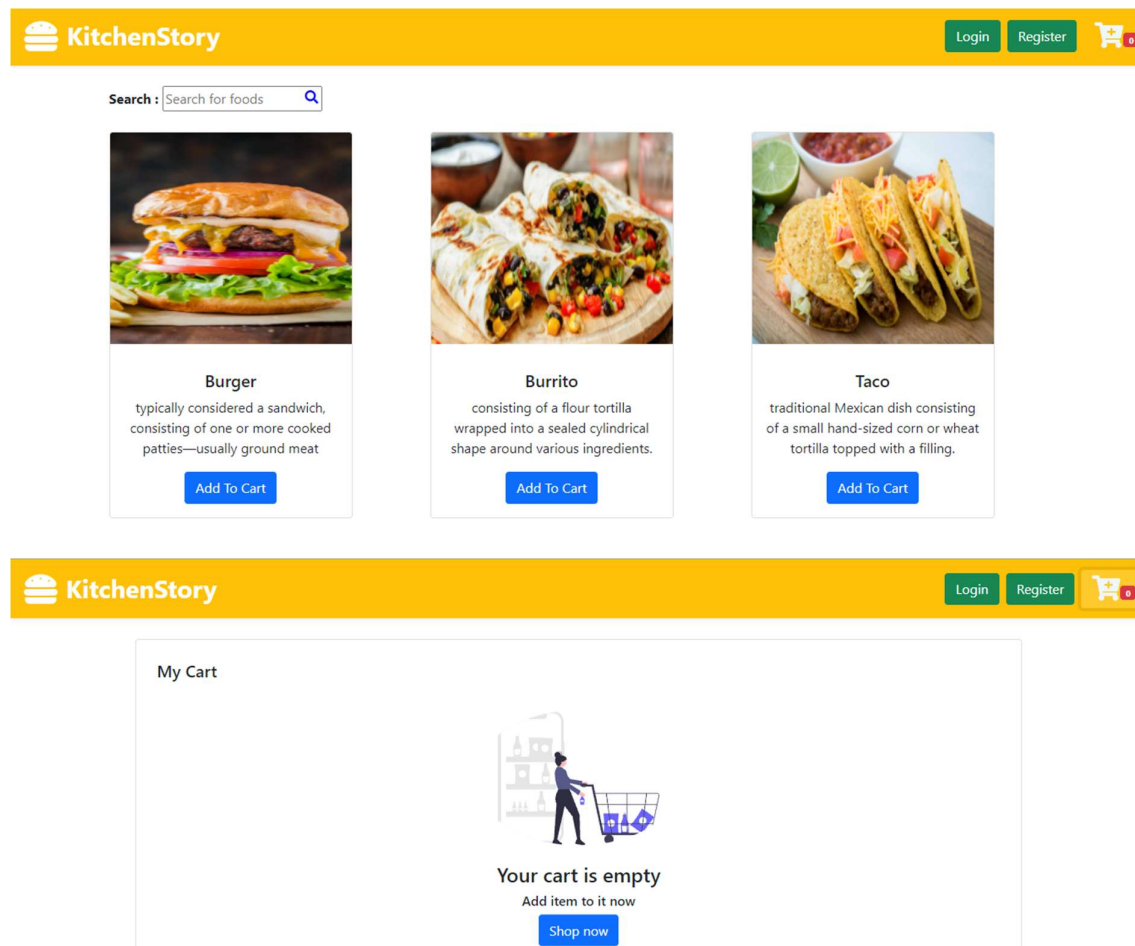 KitchenStory
Login
Register
0
Search :
Search for foods
Burger
typically considered a sandwich,
consisting of one or more cooked
patties—usually ground meat
Add To Cart
Burrito
consisting of a flour tortilla
wrapped into a sealed cylindrical
shape around various ingredients.
Add To Cart
Taco
traditional Mexican dish consisting
of a small hand-sized corn or wheat
tortilla topped with a filling.
Add To Cart
KitchenStory
Login
Register
0
My Cart
Your cart is empty
Add item to it now
Shop now